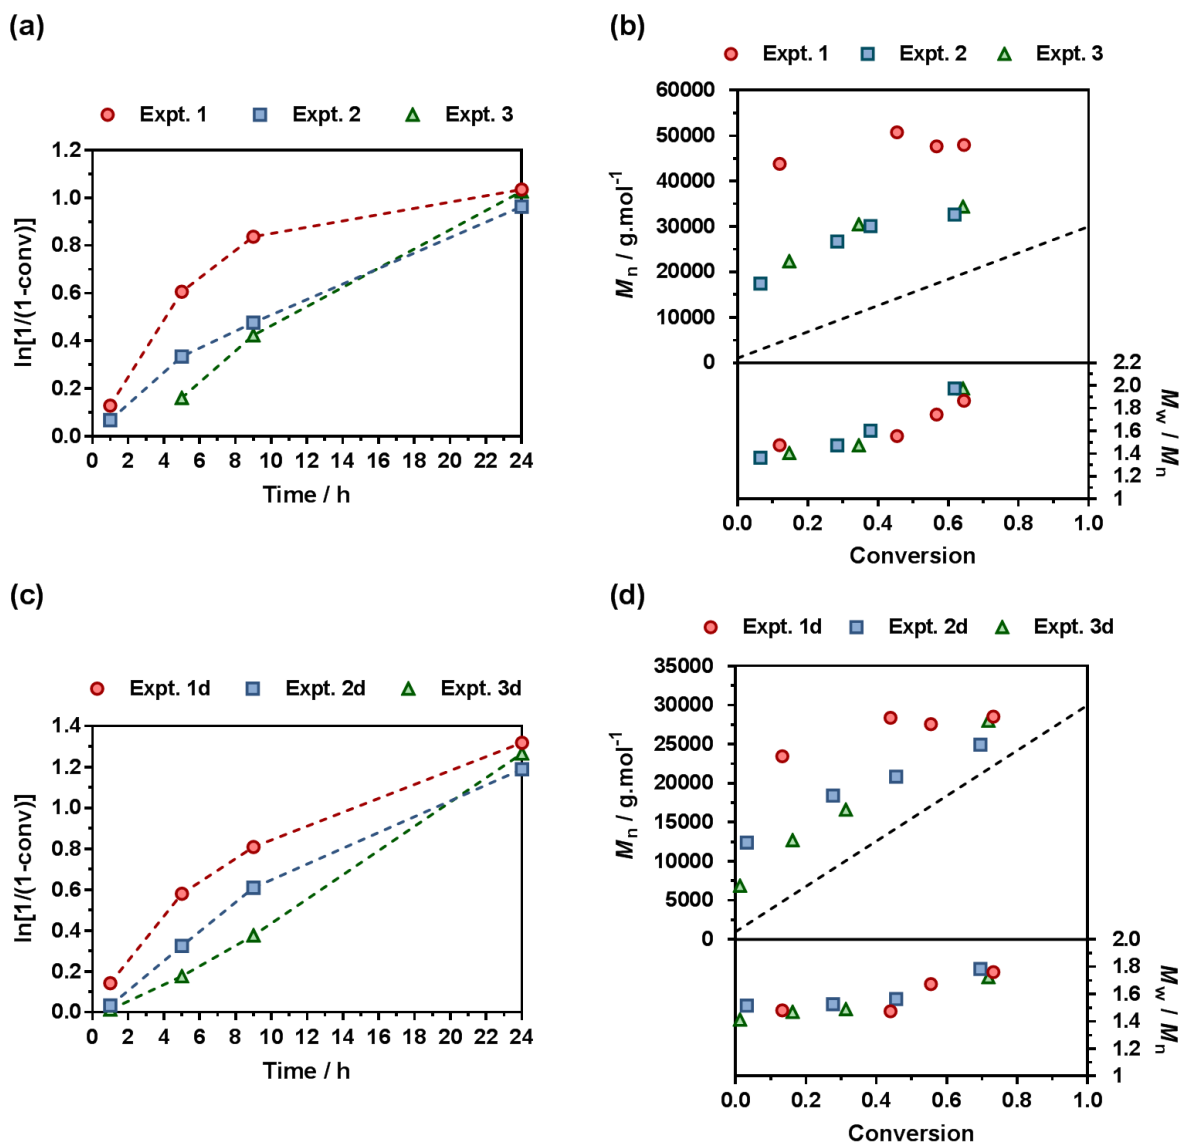 (a)
Expt. 1 Expt. 2 Expt. 3
1.2
1.0
0.8
0.6
0.4
0.2
0.0
ln[1/(1-conv)]
0 2 4 6 8 10 12 14 16 18 20 22 24
Time / h
(b)
Expt. 1 Expt. 2 Expt. 3
60000
50000
40000
30000
20000
10000
0
Mn / g.mol-1
2.2
2.0
1.8
1.6
1.4
1.2
1
Mw / Mn
0.0 0.2 0.4 0.6 0.8 1.0
Conversion
(c)
Expt. 1d Expt. 2d Expt. 3d
1.4
1.2
1.0
0.8
0.6
0.4
0.2
0.0
ln[1/(1-conv)]
0 2 4 6 8 10 12 14 16 18 20 22 24
Time / h
(d)
Expt. 1d Expt. 2d Expt. 3d
35000
30000
25000
20000
15000
10000
5000
0
Mn / g.mol-1
2.0
1.8
1.6
1.4
1.2
1
Mw / Mn
0.0 0.2 0.4 0.6 0.8 1.0
Conversion